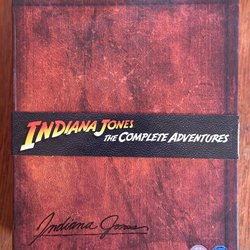 INDIANA JONES
THE COMPLETE ADVENTURES
Indiana Jones